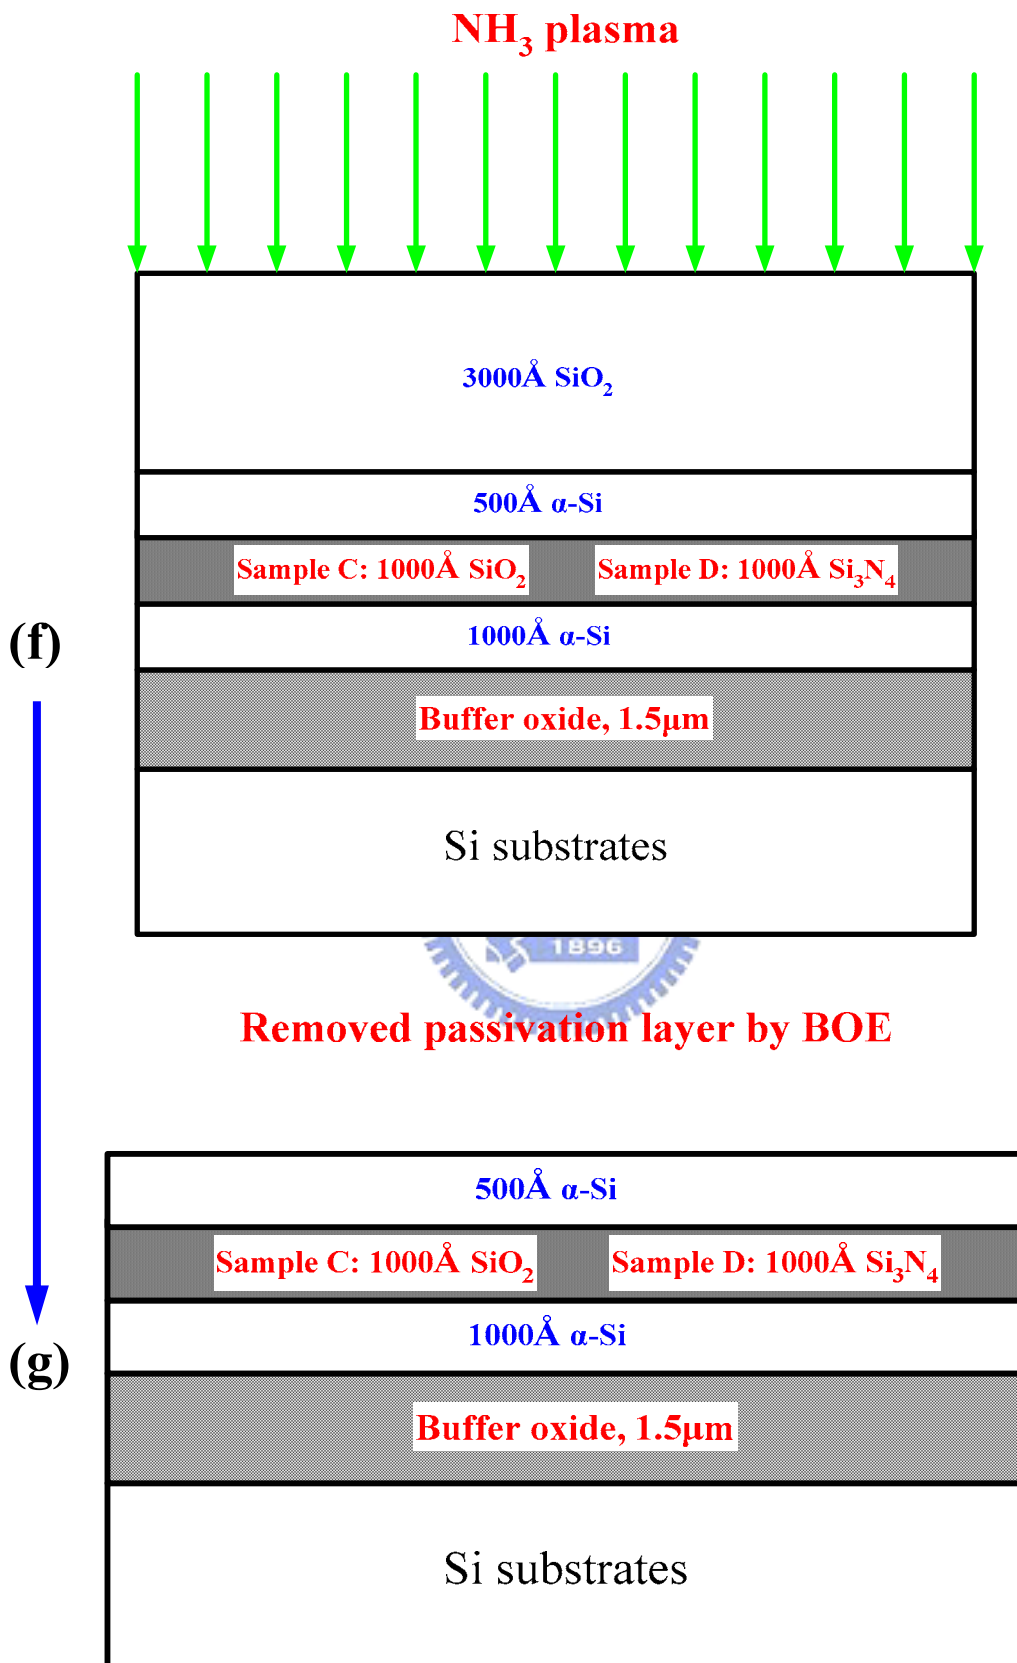 NH₃ plasma
3000Å SiO₂
500Å α-Si
Sample C: 1000Å SiO₂ Sample D: 1000Å Si₃N₄
(f)
1000Å α-Si
Buffer oxide, 1.5μm
Si substrates
1896
Removed passivation layer by BOE
500Å α-Si
Sample C: 1000Å SiO₂ Sample D: 1000Å Si₃N₄
1000Å α-Si
(g)
Buffer oxide, 1.5μm
Si substrates